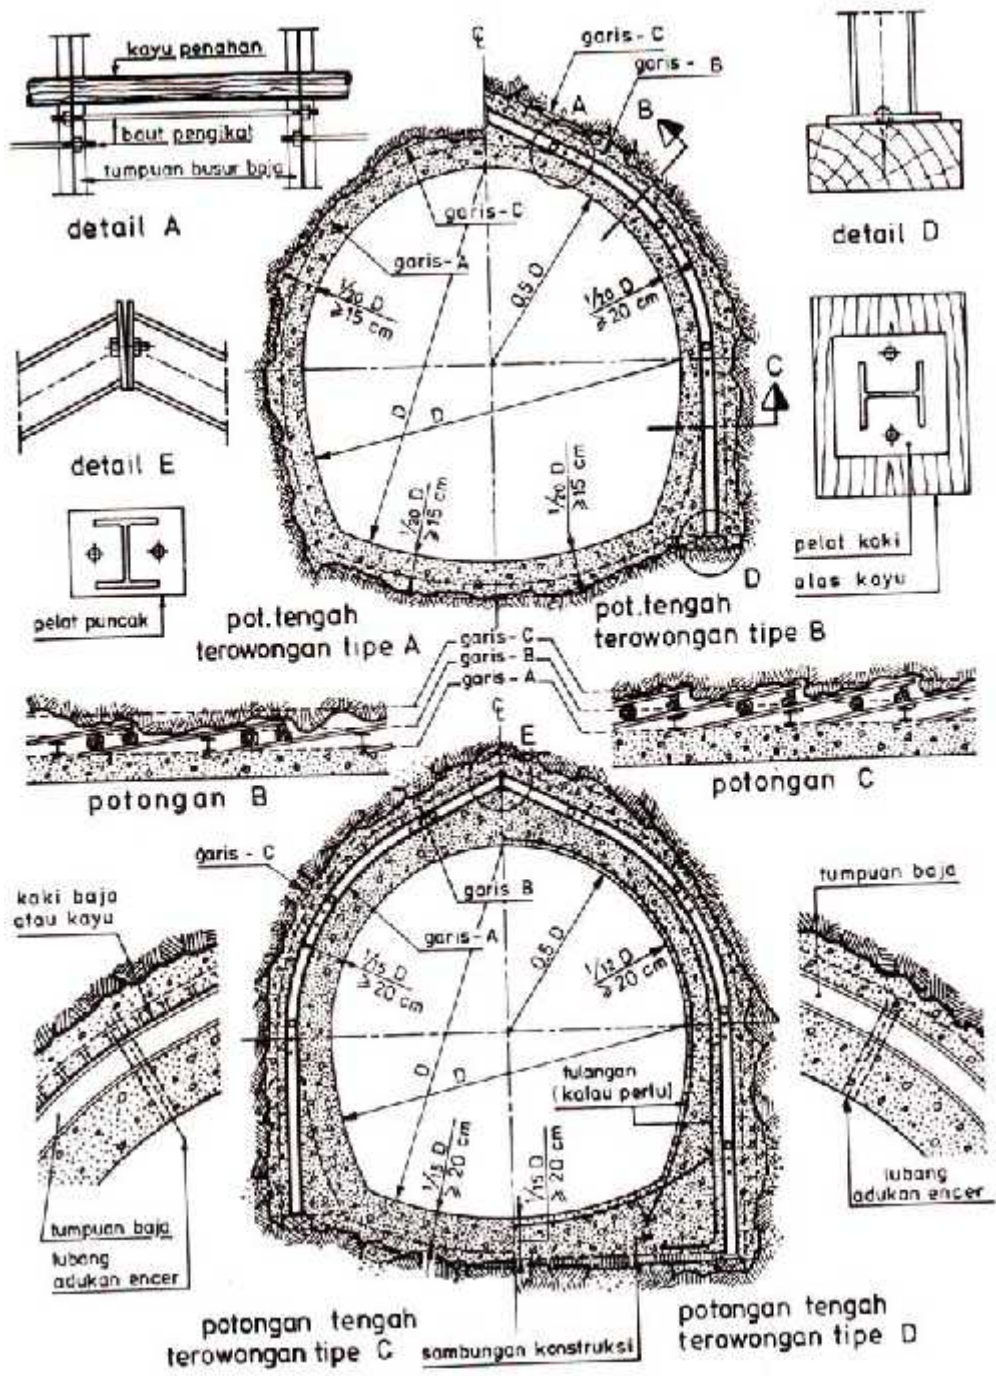 kayu penahan
baut pengikat
tumpuan busur baja
detail A
detail E
pelat puncak
℄
garis-C
garis-B
A
B
garis-C
garis-A
1/20 D
≥15 cm
0,5 D
1/20 D
≥20 cm
C
D
D
1/20 D
≥15 cm
1/20 D
≥15 cm
D
pot.tengah
terowongan tipe A
pot.tengah
terowongan tipe B
detail D
pelat kaki
alas kayu
garis-C
garis-B
garis-A
℄
potongan B
potongan C
E
garis-C
garis B
garis-A
kaki baja
atau kayu
1/15 D
≥20 cm
0,5 D
1/12 D
≥20 cm
tumpuan baja
D
D
tulangan
(kalau perlu)
1/15 D
≥20 cm
1/15 D
≥20 cm
lubang
adukan encer
tumpuan baja
lubang
adukan encer
potongan tengah
terowongan tipe C
sambungan konstruksi
potongan tengah
terowongan tipe D